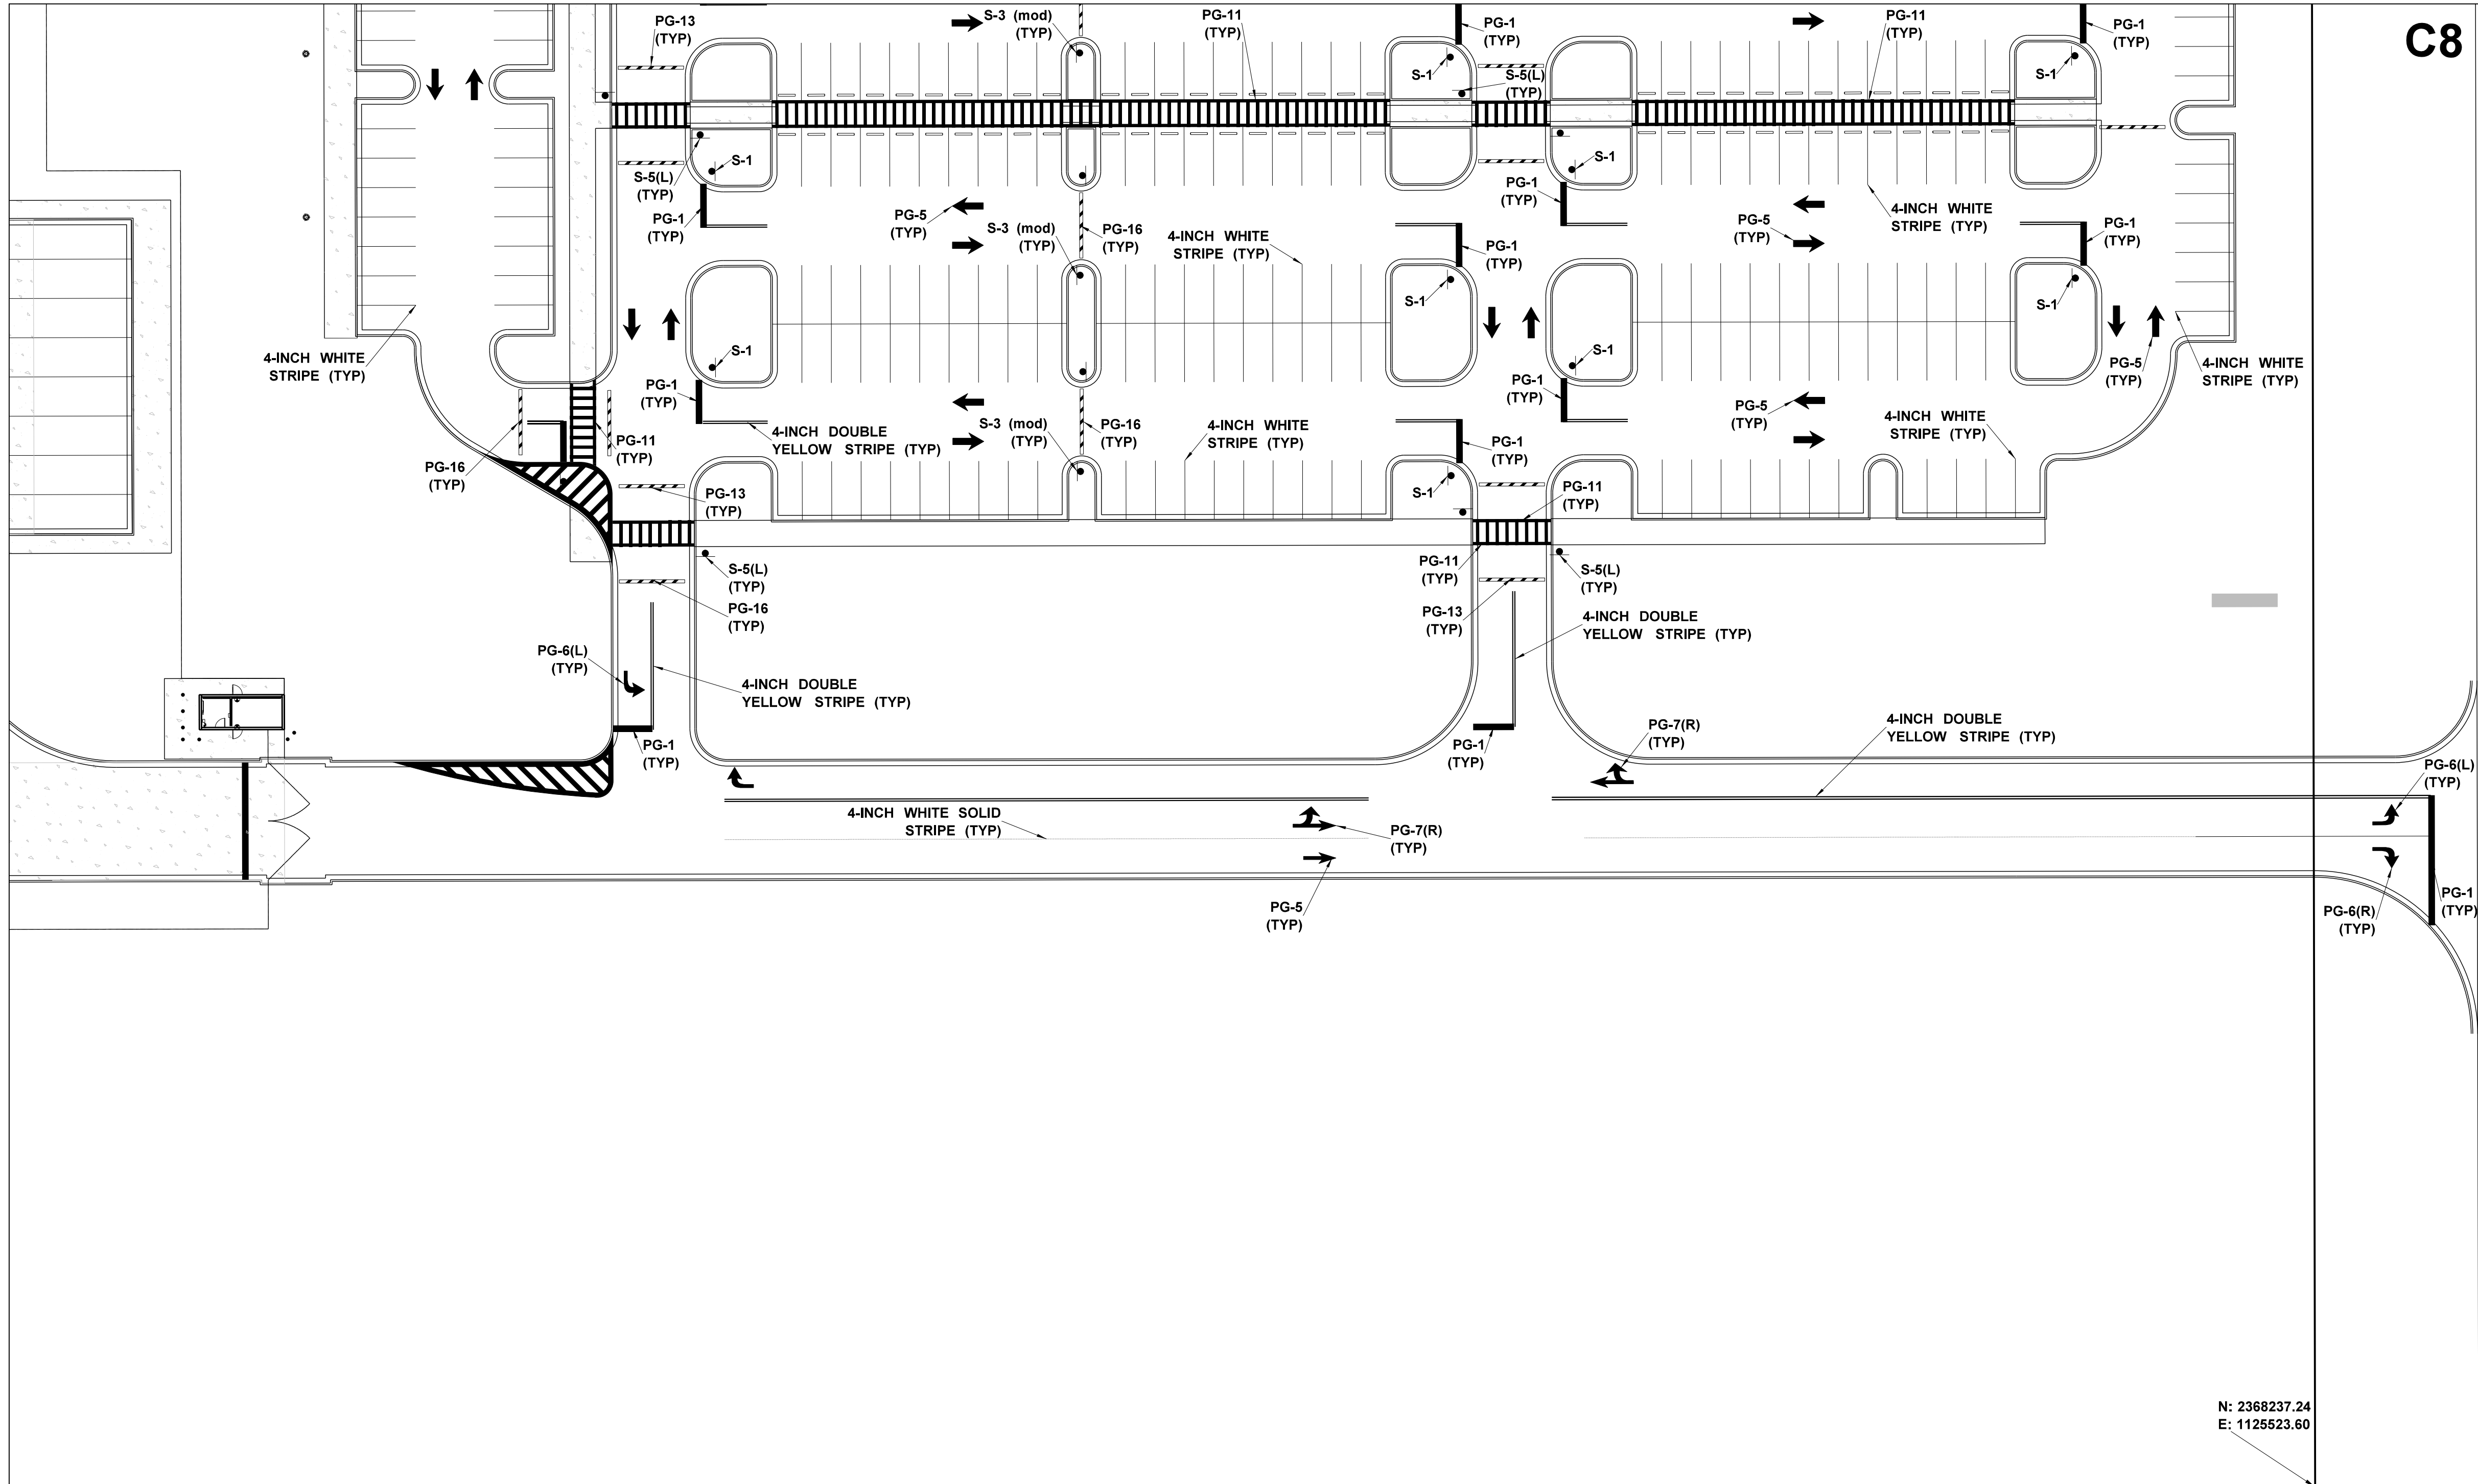 PG-13
(TYP)
S-3 (mod)
(TYP)
PG-11
(TYP)
PG-1
(TYP)
PG-11
(TYP)
PG-1
(TYP)
C8
S-1
S-5(L)
(TYP)
S-1
S-1
S-5(L)
(TYP)
S-1
PG-1
(TYP)
PG-1
(TYP)
PG-5
(TYP)
S-3 (mod)
(TYP)
PG-16
(TYP)
4-INCH WHITE
STRIPE (TYP)
PG-1
(TYP)
PG-5
(TYP)
4-INCH WHITE
STRIPE (TYP)
PG-1
(TYP)
S-1
S-1
4-INCH WHITE
STRIPE (TYP)
S-1
S-1
PG-5
(TYP)
4-INCH WHITE
STRIPE (TYP)
PG-1
(TYP)
PG-1
(TYP)
4-INCH DOUBLE
YELLOW STRIPE (TYP)
S-3 (mod)
(TYP)
PG-16
(TYP)
4-INCH WHITE
STRIPE (TYP)
PG-1
(TYP)
PG-5
(TYP)
4-INCH WHITE
STRIPE (TYP)
PG-16
(TYP)
PG-11
(TYP)
PG-13
(TYP)
S-1
PG-11
(TYP)
S-5(L)
(TYP)
PG-11
(TYP)
S-5(L)
(TYP)
PG-16
(TYP)
PG-13
(TYP)
4-INCH DOUBLE
YELLOW STRIPE (TYP)
PG-6(L)
(TYP)
4-INCH DOUBLE
YELLOW STRIPE (TYP)
PG-1
(TYP)
PG-1
(TYP)
PG-7(R)
(TYP)
4-INCH DOUBLE
YELLOW STRIPE (TYP)
PG-6(L)
(TYP)
4-INCH WHITE SOLID
STRIPE (TYP)
PG-7(R)
(TYP)
PG-5
(TYP)
PG-6(R)
(TYP)
PG-1
(TYP)
N: 2368237.24
E: 1125523.60